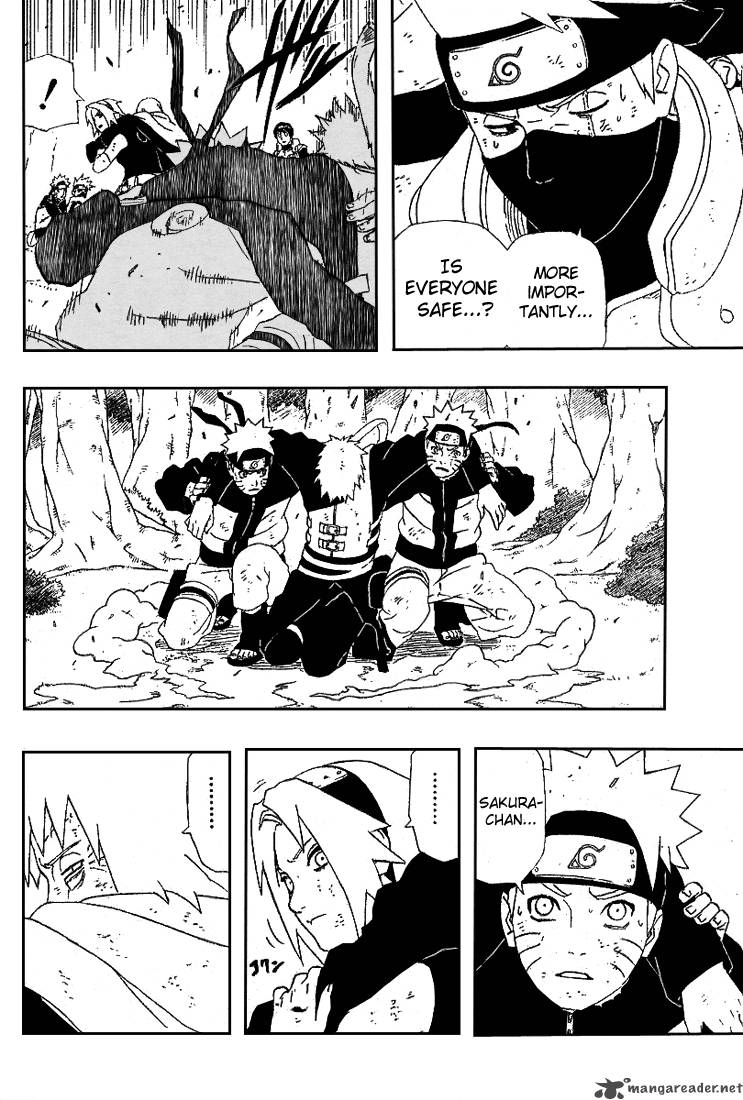 MORE
IMPOR-
TANTLY...
IS
EVERYONE
SAFE...?
!
SAKURA-
CHAN...
.........
.........
mangareader.net